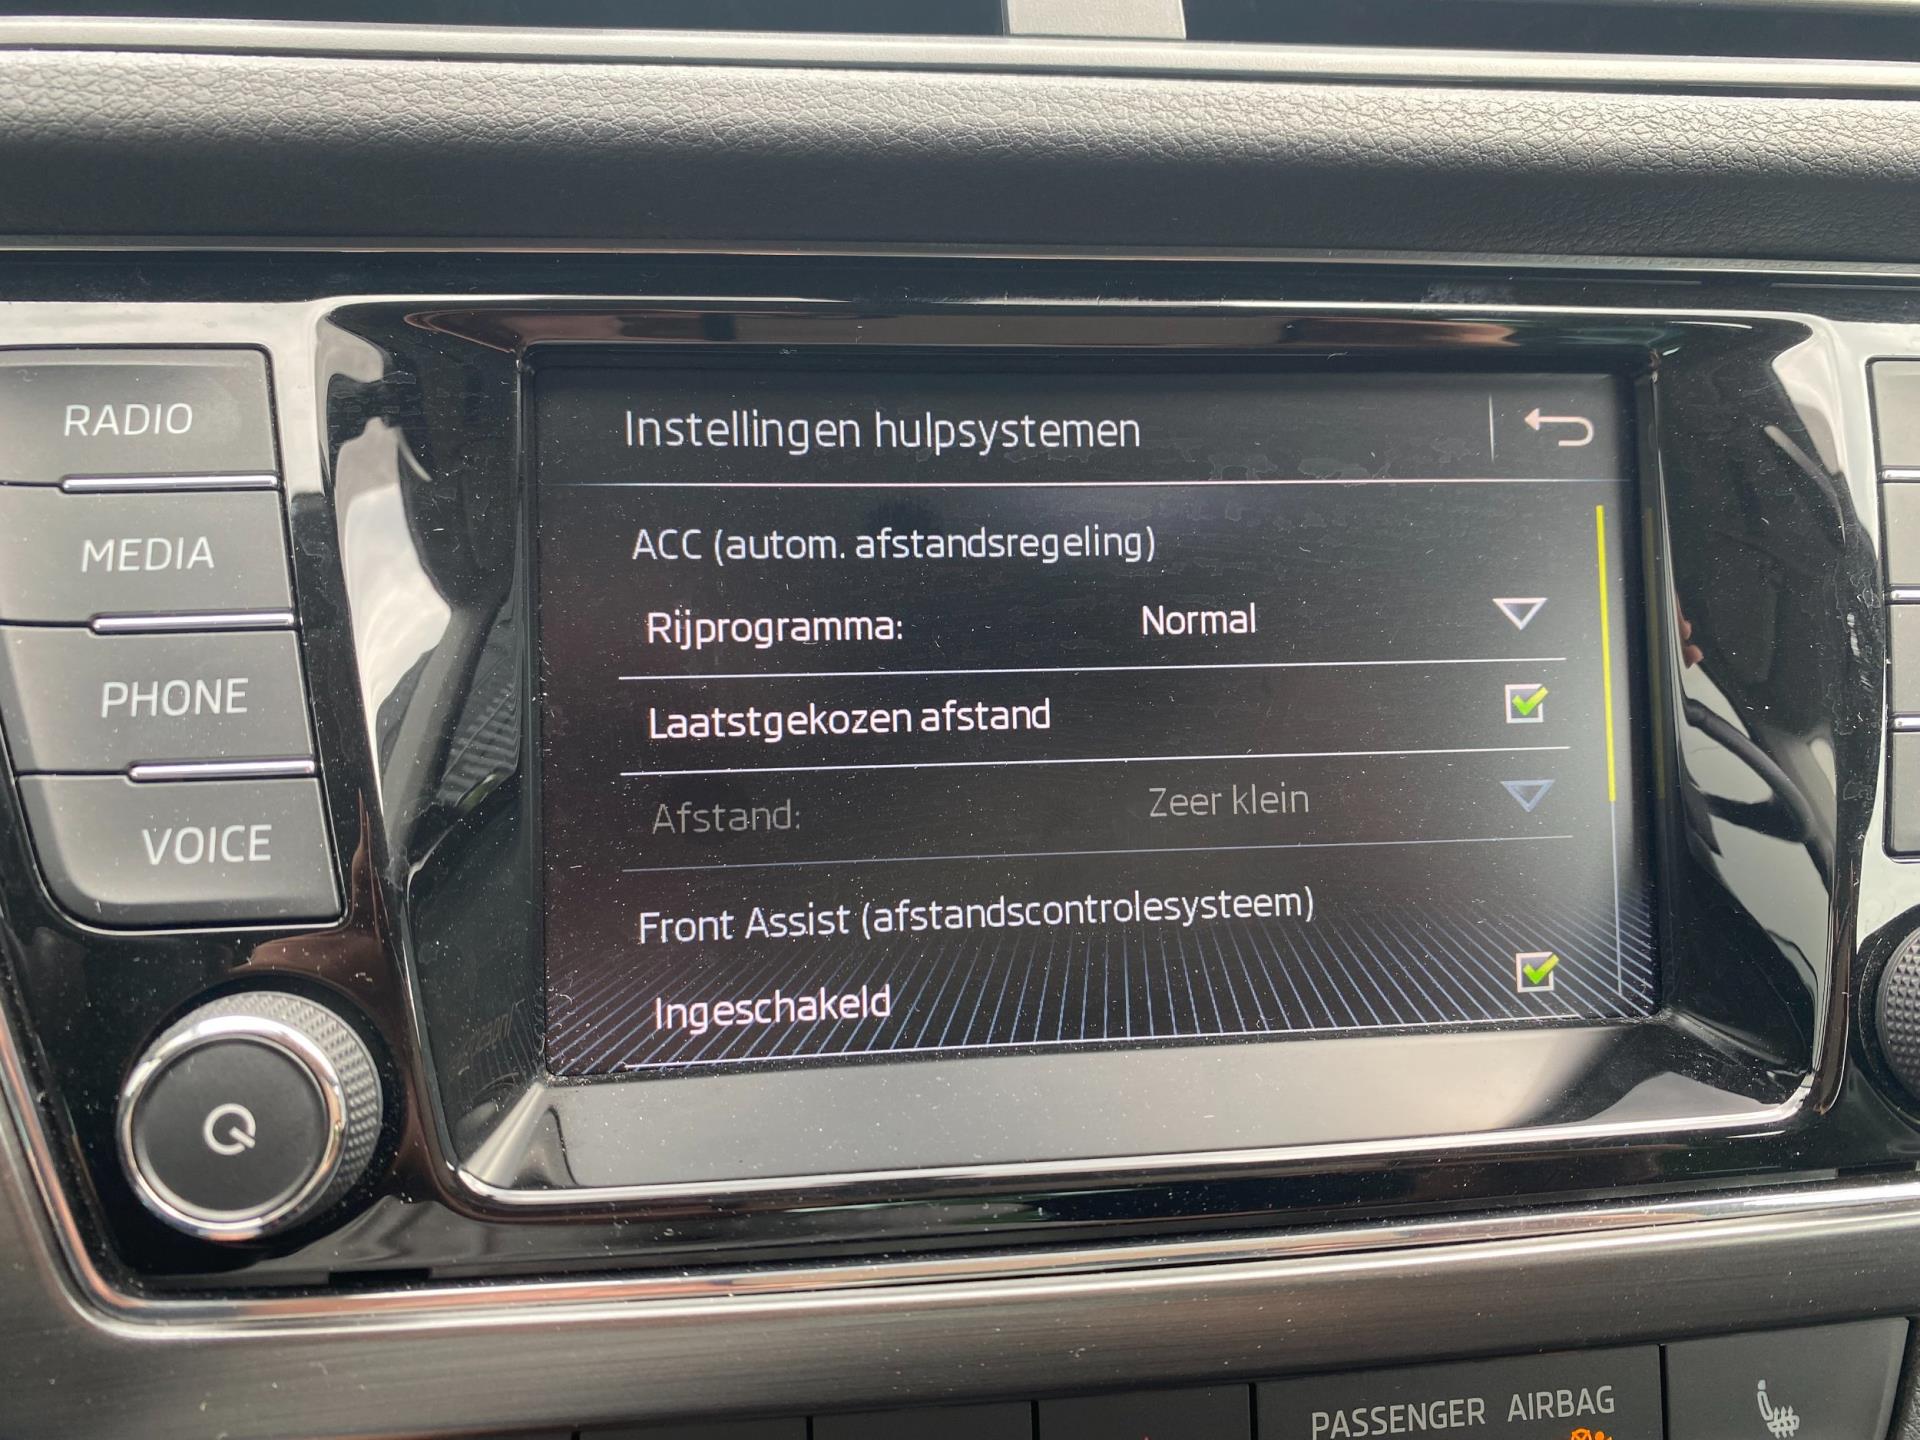 RADIO
MEDIA
PHONE
VOICE
Instellingen hulpsystemen
ACC (autom. afstandsregeling)
Rijprogramma: Normal
Laatstgekozen afstand
Afstand: Zeer klein
Front Assist (afstandscontrolesysteem)
Ingeschakeld
PASSENGER AIRBAG